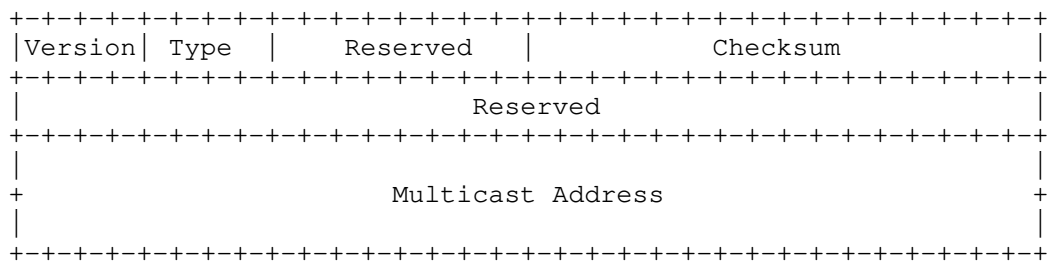 +-+-+-+-+-+-+-+-+-+-+-+-+-+-+-+-+-+-+-+-+-+-+-+-+-+-+-+-+-+-+-+-+
|Version| Type  |   Reserved    |           Checksum            |
+-+-+-+-+-+-+-+-+-+-+-+-+-+-+-+-+-+-+-+-+-+-+-+-+-+-+-+-+-+-+-+-+
|                            Reserved                           |
+-+-+-+-+-+-+-+-+-+-+-+-+-+-+-+-+-+-+-+-+-+-+-+-+-+-+-+-+-+-+-+-+
|                                                               |
+                       Multicast Address                       +
|                                                               |
+-+-+-+-+-+-+-+-+-+-+-+-+-+-+-+-+-+-+-+-+-+-+-+-+-+-+-+-+-+-+-+-+